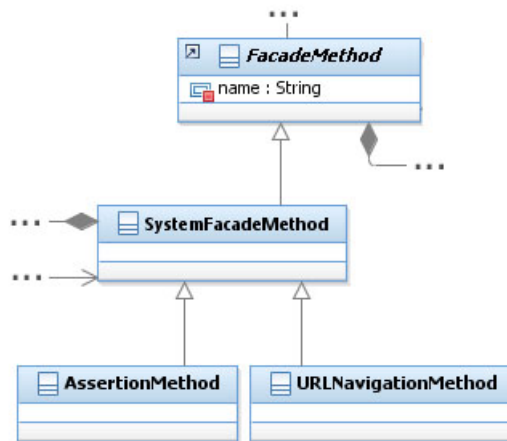 ...
FacadeMethod
name : String
...
... SystemFacadeMethod
...
AssertionMethod
URLNavigationMethod